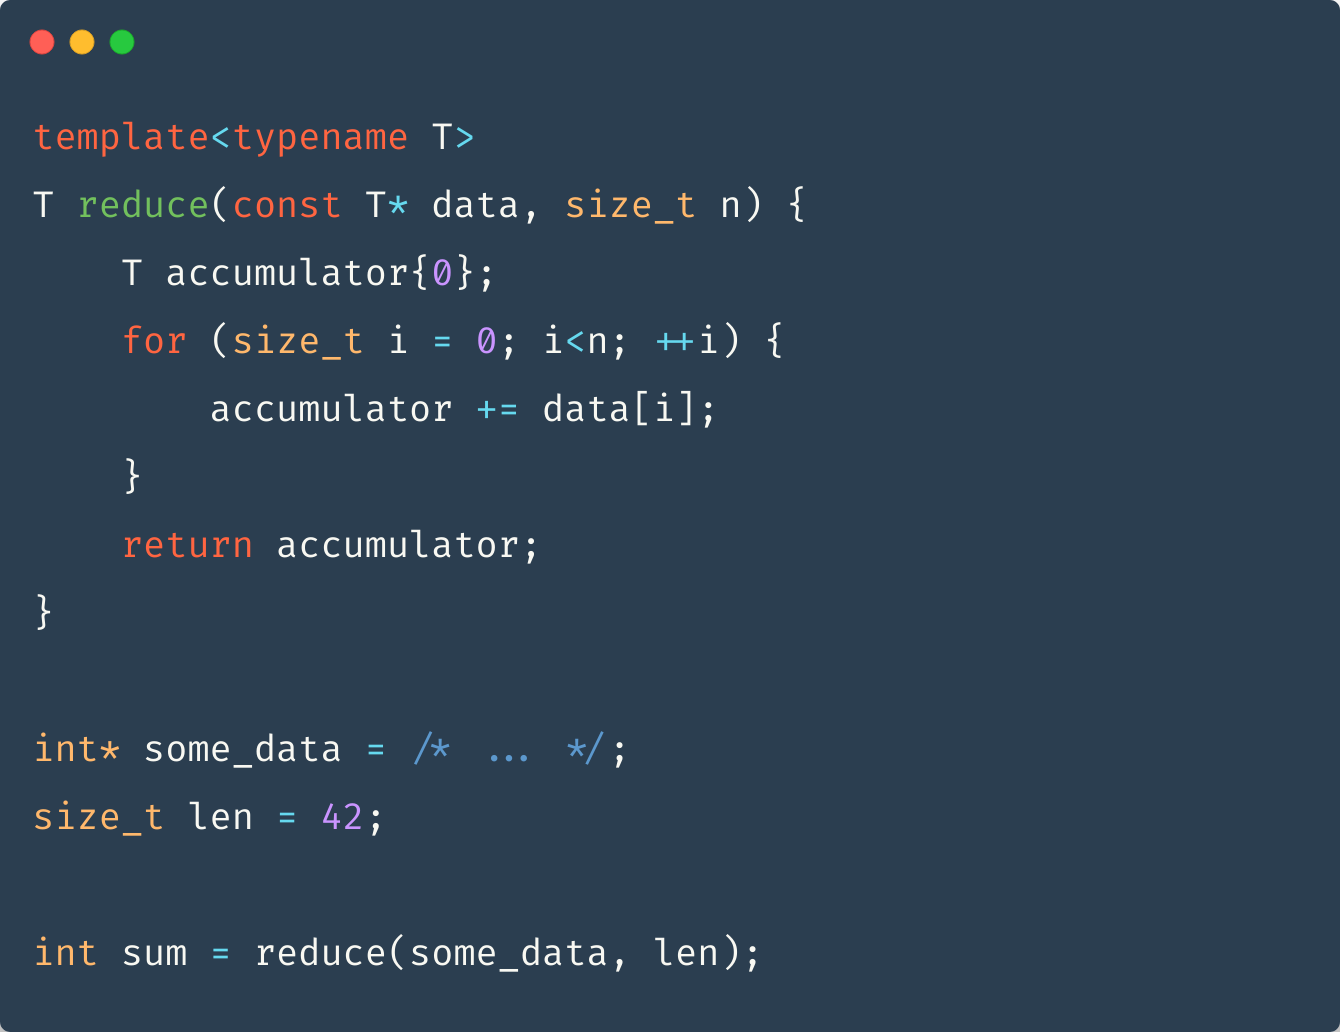 template<typename T>
T reduce(const T* data, size_t n) {
    T accumulator{0};
    for (size_t i = 0; i<n; ++i) {
        accumulator += data[i];
    }
    return accumulator;
}

int* some_data = /* ... */;
size_t len = 42;

int sum = reduce(some_data, len);